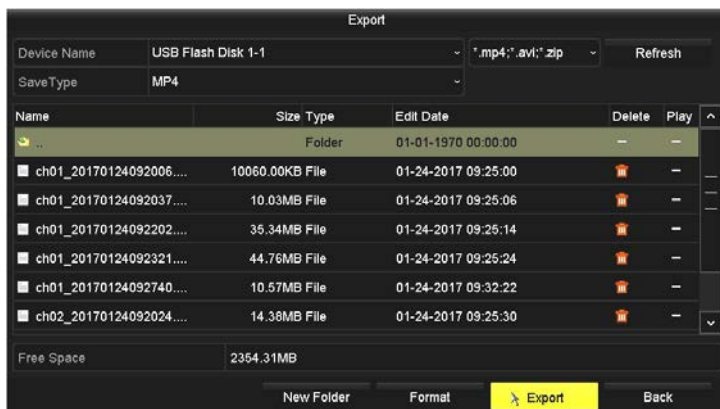 Export
Device Name USB Flash Disk 1-1 *.mp4;*.avi;*.zip Refresh
SaveType MP4
Name Size Type Edit Date Delete Play
.. Folder 01-01-1970 00:00:00 – –
ch01_20170124092006.... 10060.00KB File 01-24-2017 09:25:00 –
ch01_20170124092037.... 10.03MB File 01-24-2017 09:25:06 –
ch01_20170124092202.... 35.34MB File 01-24-2017 09:25:14 –
ch01_20170124092321.... 44.76MB File 01-24-2017 09:25:24 –
ch01_20170124092740.... 10.57MB File 01-24-2017 09:32:22 –
ch02_20170124092024.... 14.38MB File 01-24-2017 09:25:30 –
Free Space 2354.31MB
New Folder Format Export Back